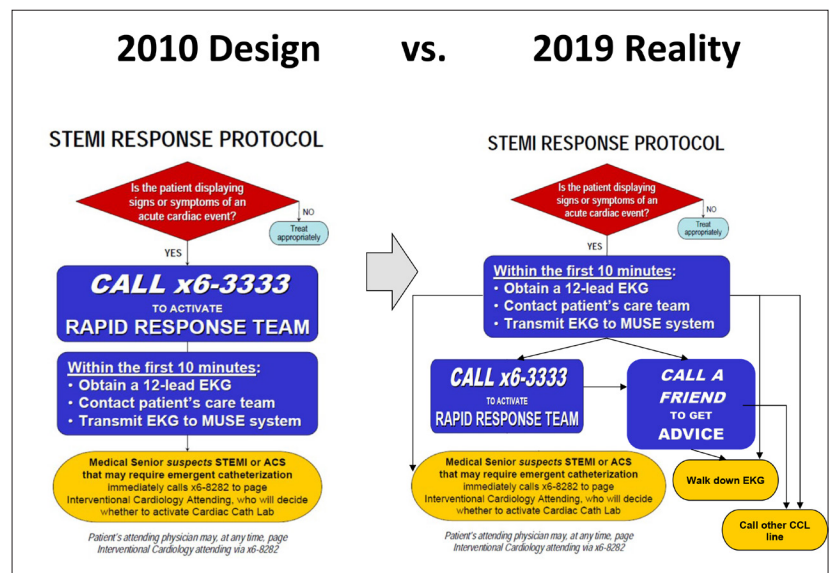 2010 Design vs. 2019 Reality
STEMI RESPONSE PROTOCOL
Is the patient displaying
signs or symptoms of an
acute cardiac event?
NO
Treat
appropriately
YES
CALL x6-3333
TO ACTIVATE
RAPID RESPONSE TEAM
Within the first 10 minutes:
• Obtain a 12-lead EKG
• Contact patient's care team
• Transmit EKG to MUSE system
Medical Senior suspects STEMI or ACS
that may require emergent catheterization
immediately calls x6-8282 to page
Interventional Cardiology Attending, who will decide
whether to activate Cardiac Cath Lab
Patient's attending physician may, at any time, page
Interventional Cardiology attending via x6-8282
STEMI RESPONSE PROTOCOL
Is the patient displaying
signs or symptoms of an
acute cardiac event?
NO
Treat
appropriately
YES
Within the first 10 minutes:
• Obtain a 12-lead EKG
• Contact patient's care team
• Transmit EKG to MUSE system
CALL x6-3333
TO ACTIVATE
RAPID RESPONSE TEAM
CALL A
FRIEND
TO GET
ADVICE
Medical Senior suspects STEMI or ACS
that may require emergent catheterization
immediately calls x6-8282 to page
Interventional Cardiology Attending, who will decide
whether to activate Cardiac Cath Lab
Walk down EKG
Call other CCL
line
Patient's attending physician may, at any time, page
Interventional Cardiology attending via x6-8282